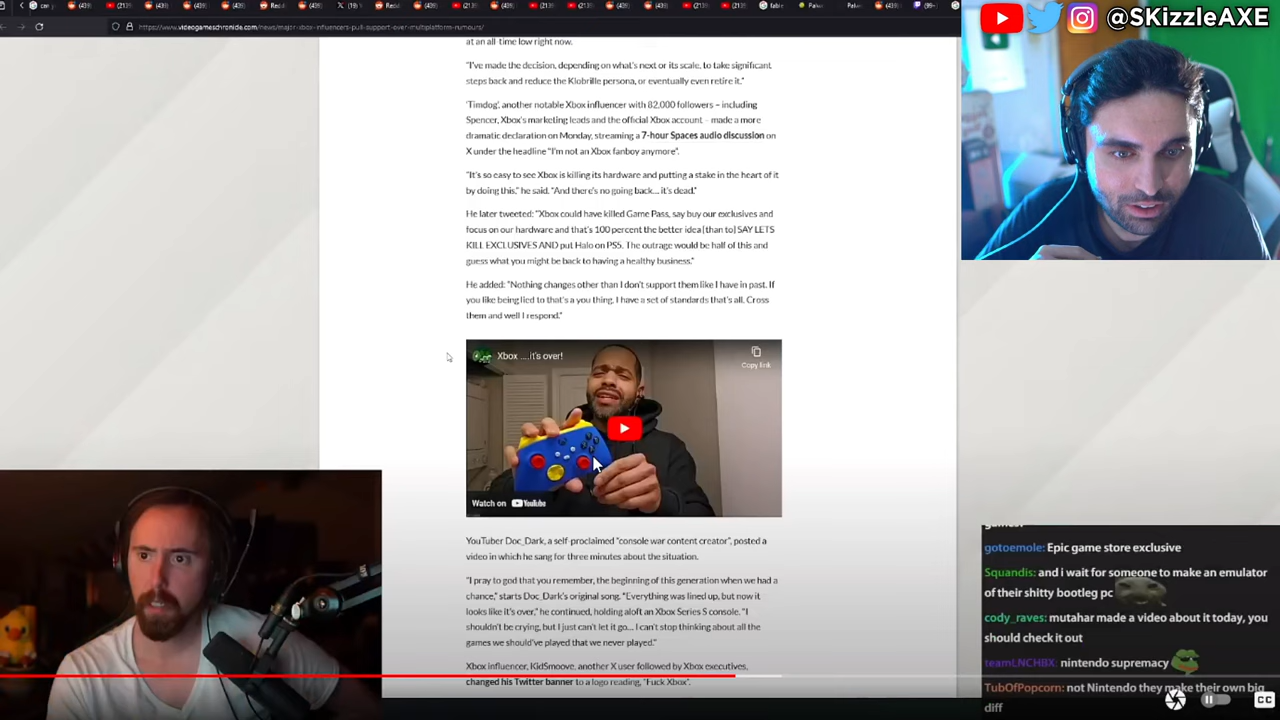 @SKizzleAXE
https://www.videogameschronicle.com/news/major-xbox-influencers-pull-support-over-multiplatform-rumours/
at an all-time low right now.
"I've made the decision, depending on what's next or its scale, to take significant
steps back and reduce the Klobrille persona, or eventually even retire it."
'Timdog', another notable Xbox influencer with 82,000 followers – including
Spencer, Xbox's marketing leads and the official Xbox account – made a more
dramatic declaration on Monday, streaming a 7-hour Spaces audio discussion on
X under the headline "I'm not an Xbox fanboy anymore".
"It's so easy to see Xbox is killing its hardware and putting a stake in the heart of it
by doing this," he said. "And there's no going back... it's dead."
He later tweeted: "Xbox could have killed Game Pass, say buy our exclusives and
focus on our hardware and that's 100 percent the better idea [than to] SAY LETS
KILL EXCLUSIVES AND put Halo on PS5. The outrage would be half of this and
guess what you might be back to having a healthy business."
He added: "Nothing changes other than I don't support them like I have in past. If
you like being lied to that's a you thing, I have a set of standards that's all. Cross
them and well I respond."
Xbox ....it's over!
Copy link
Watch on YouTube
YouTuber Doc_Dark, a self-proclaimed "console war content creator", posted a
video in which he sang for three minutes about the situation.
"I pray to god that you remember, the beginning of this generation when we had a
chance," starts Doc_Dark's original song. "Everything was lined up, but now it
looks like it's over," he continued, holding aloft an Xbox Series S console. "I
shouldn't be crying, but I just can't let it go... I can't stop thinking about all the
games we should've played that we never played."
Xbox influencer, KidSmoove, another X user followed by Xbox executives,
changed his Twitter banner to a logo reading, "Fuck Xbox".
gotoemole: Epic game store exclusive
Squandis: and i wait for someone to make an emulator
of their shitty bootleg pc
cody_raves: mutahar made a video about it today, you
should check it out
teamLNCHBX: nintendo supremacy
TubOfPopcorn: not Nintendo they make their own big
diff
CC